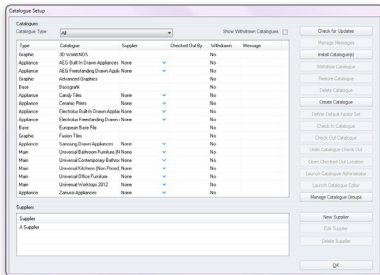 Catalogue Setup
Catalogues
Catalogue Type All Show Withdrawn Catalogues
Type Catalogue Supplier Checked Out By Withdrawn Message
Graphic 3D World NDS No
Appliance AEG Built-In Drawn Appliances None No
Appliance AEG Freestanding Drawn Appli None No
Graphic Advanced Graphics No
Base Basisgrafik No
Appliance Candy Tiles None No
Appliance Ceramic Prints None No
Appliance Electrolux Built-In Drawn Applia None No
Appliance Electrolux Freestanding Drawn None No
Base European Base File No
Graphic Fusion Tiles No
Appliance Samsung Drawn Appliances None No
Main Universal Bathroom Furniture (N None No
Main Universal Contemporary Bathro None No
Main Universal Kitchens (Non Priced) None No
Main Universal Office Furniture None No
Main Universal Worktops 2012 None No
Appliance Zanussi Appliances None No
Suppliers
Supplier
A Supplier
Check for Updates
Manage Messages
Install Catalogue(s)
Withdraw Catalogue
Restore Catalogue
Delete Catalogue
Create Catalogue
Define Default Factor Set
Check In Catalogue
Check Out Catalogue
Undo Catalogue Check Out
Open Checked Out Location
Launch Catalogue Administrator
Launch Catalogue Editor
Manage Catalogue Groups
New Supplier
Edit Supplier
Delete Supplier
OK